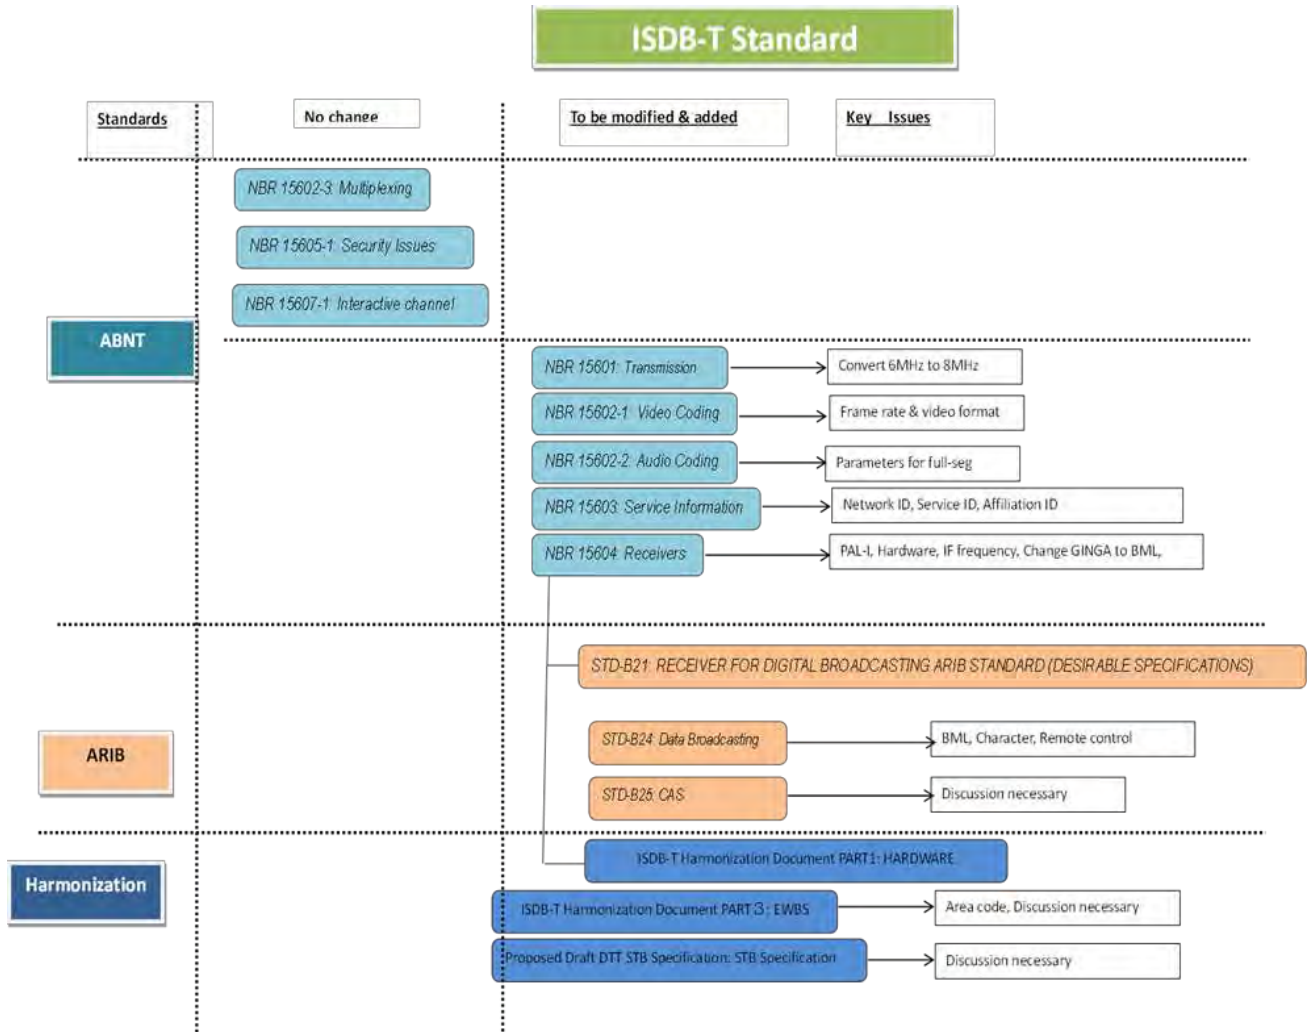 ISDB-T Standard
Standards
No change
To be modified & added
Key Issues
NBR 15602-3: Multiplexing
NBR 15605-1: Security Issues
NBR 15607-1: Interactive channel
ABNT
NBR 15601: Transmission
Convert 6MHz to 8MHz
NBR 15602-1: Video Coding
Frame rate & video format
NBR 15602-2: Audio Coding
Parameters for full-seg
NBR 15603: Service Information
Network ID, Service ID, Affiliation ID
NBR 15604: Receivers
PAL-I, Hardware, IF frequency, Change GINGA to BML,
STD-B21: RECEIVER FOR DIGITAL BROADCASTING ARIB STANDARD (DESIRABLE SPECIFICATIONS)
ARIB
STD-B24: Data Broadcasting
BML, Character, Remote control
STD-B25: CAS
Discussion necessary
Harmonization
ISDB-T Harmonization Document PART1: HARDWARE
ISDB-T Harmonization Document PART３: EWBS
Area code, Discussion necessary
Proposed Draft DTT STB Specification: STB Specification
Discussion necessary